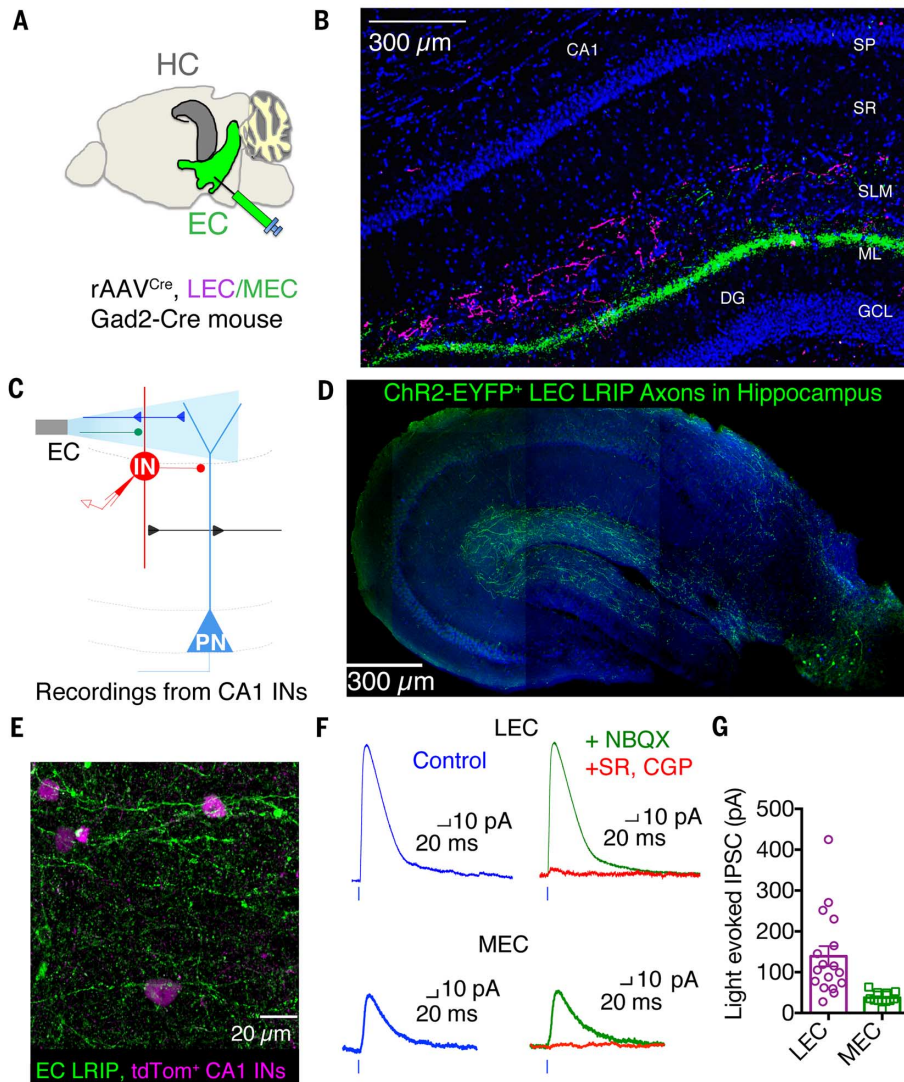 A
HC
EC
rAAVCre, LEC/MEC
Gad2-Cre mouse
B
300 µm
CA1
SP
SR
SLM
ML
DG
GCL
C
EC
IN
PN
Recordings from CA1 INs
D
ChR2-EYFP+ LEC LRIP Axons in Hippocampus
300 µm
E
20 µm
EC LRIP, tdTom+ CA1 INs
F
LEC
Control
+ NBQX
+SR, CGP
10 pA
20 ms
10 pA
20 ms
MEC
10 pA
20 ms
10 pA
20 ms
G
Light evoked IPSC (pA)
500
400
300
200
100
0
LEC
MEC